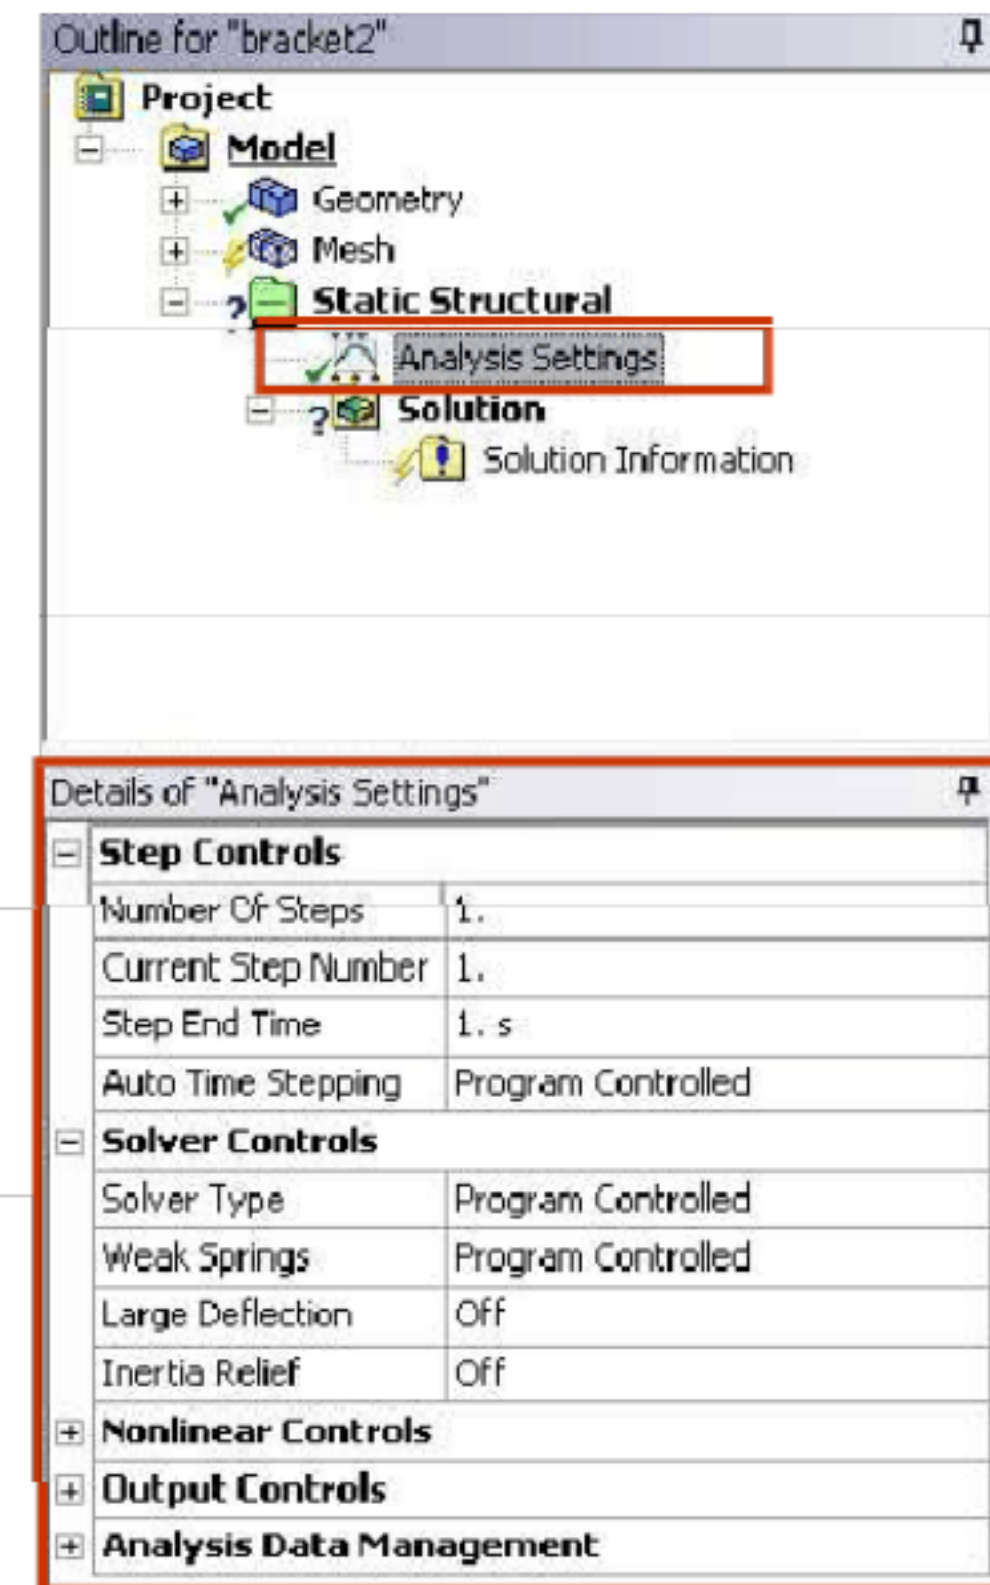 Outline for "bracket2"
Project
Model
Geometry
Mesh
Static Structural
Analysis Settings
Solution
Solution Information
Details of "Analysis Settings"
Step Controls
Number Of Steps 1.
Current Step Number 1.
Step End Time 1. s
Auto Time Stepping Program Controlled
Solver Controls
Solver Type Program Controlled
Weak Springs Program Controlled
Large Deflection Off
Inertia Relief Off
Nonlinear Controls
Output Controls
Analysis Data Management